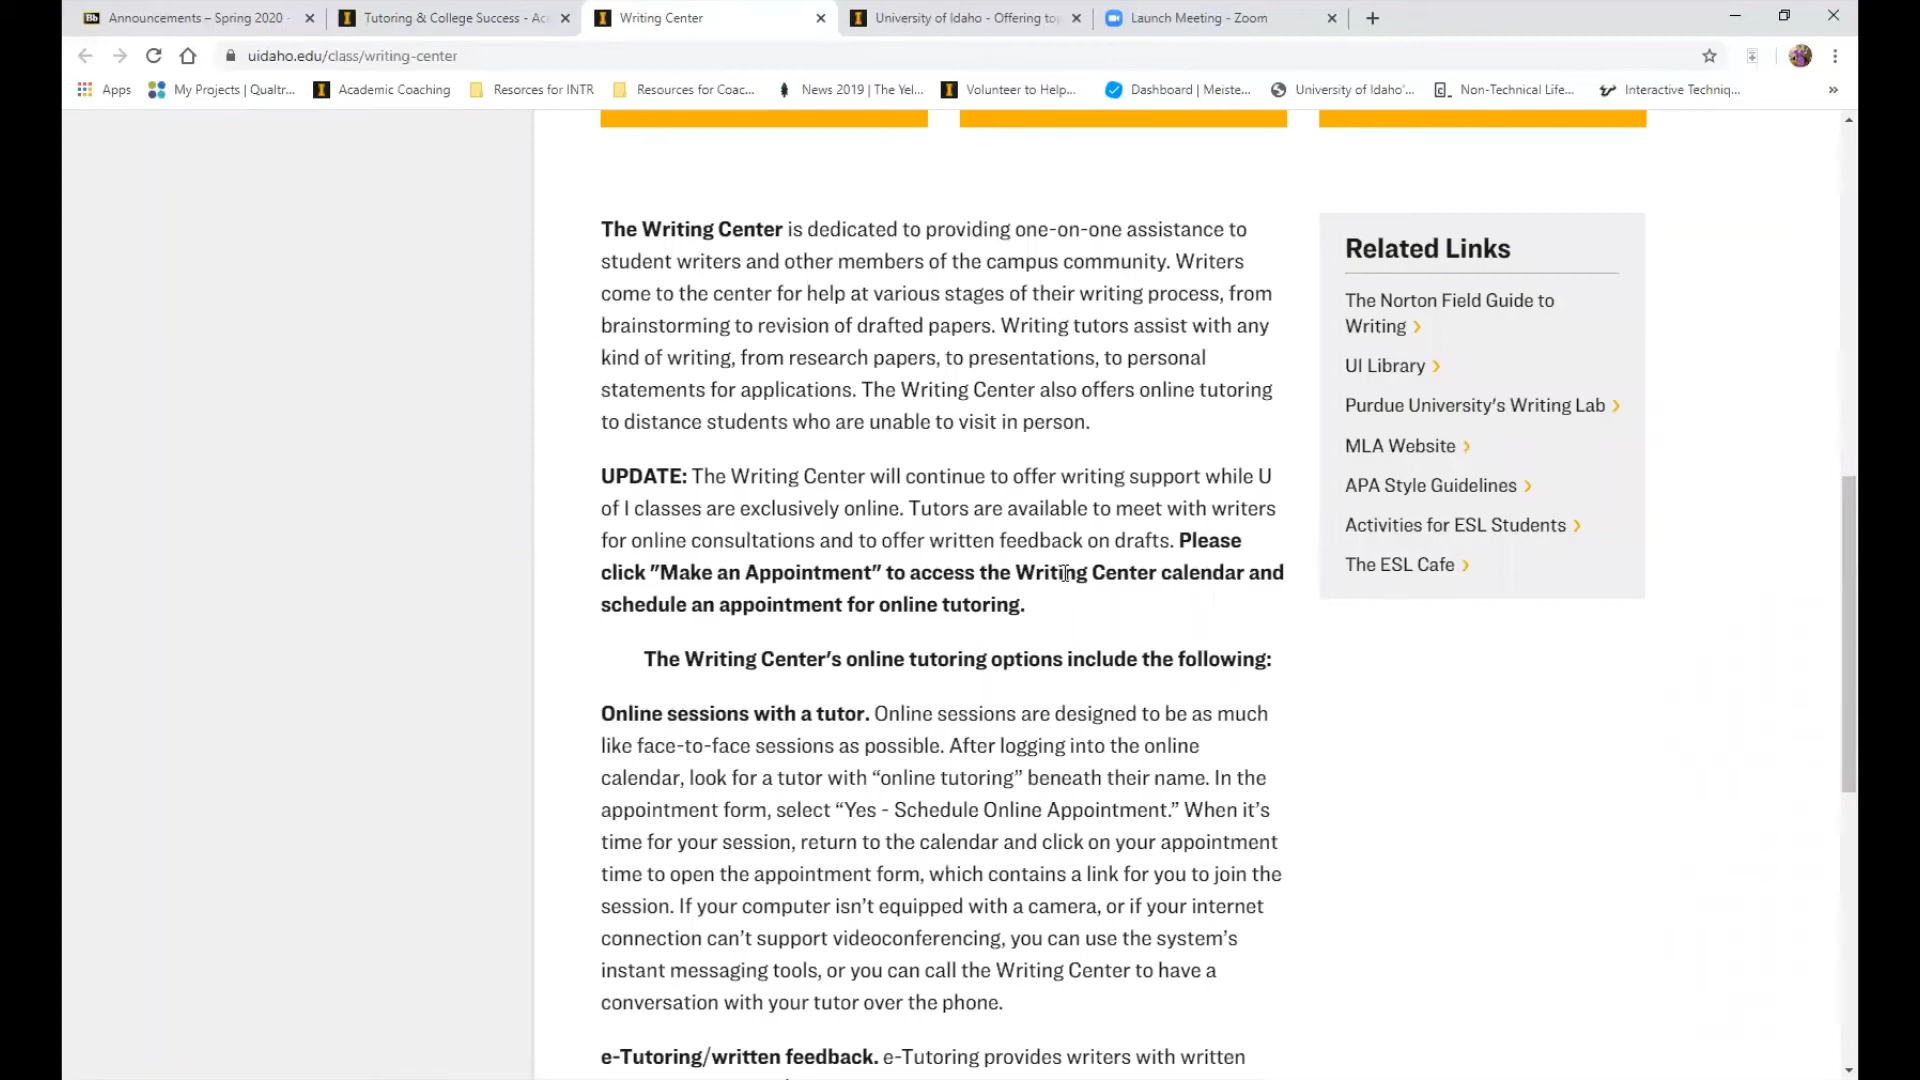 Announcements – Spring 2020
Tutoring & College Success - Ac
Writing Center
University of Idaho - Offering to
Launch Meeting - Zoom
uidaho.edu/class/writing-center
Apps
My Projects | Qualtr...
Academic Coaching
Resorces for INTR
Resources for Coac...
News 2019 | The Yel...
Volunteer to Help...
Dashboard | Meiste...
University of Idaho'...
Non-Technical Life...
Interactive Techniq...
»
The Writing Center is dedicated to providing one-on-one assistance to
student writers and other members of the campus community. Writers
come to the center for help at various stages of their writing process, from
brainstorming to revision of drafted papers. Writing tutors assist with any
kind of writing, from research papers, to presentations, to personal
statements for applications. The Writing Center also offers online tutoring
to distance students who are unable to visit in person.
UPDATE: The Writing Center will continue to offer writing support while U
of I classes are exclusively online. Tutors are available to meet with writers
for online consultations and to offer written feedback on drafts. Please
click "Make an Appointment" to access the Writing Center calendar and
schedule an appointment for online tutoring.
The Writing Center's online tutoring options include the following:
Online sessions with a tutor. Online sessions are designed to be as much
like face-to-face sessions as possible. After logging into the online
calendar, look for a tutor with “online tutoring” beneath their name. In the
appointment form, select “Yes - Schedule Online Appointment.” When it’s
time for your session, return to the calendar and click on your appointment
time to open the appointment form, which contains a link for you to join the
session. If your computer isn’t equipped with a camera, or if your internet
connection can’t support videoconferencing, you can use the system’s
instant messaging tools, or you can call the Writing Center to have a
conversation with your tutor over the phone.
e-Tutoring/written feedback. e-Tutoring provides writers with written
Related Links
The Norton Field Guide to
Writing
UI Library
Purdue University's Writing Lab
MLA Website
APA Style Guidelines
Activities for ESL Students
The ESL Cafe